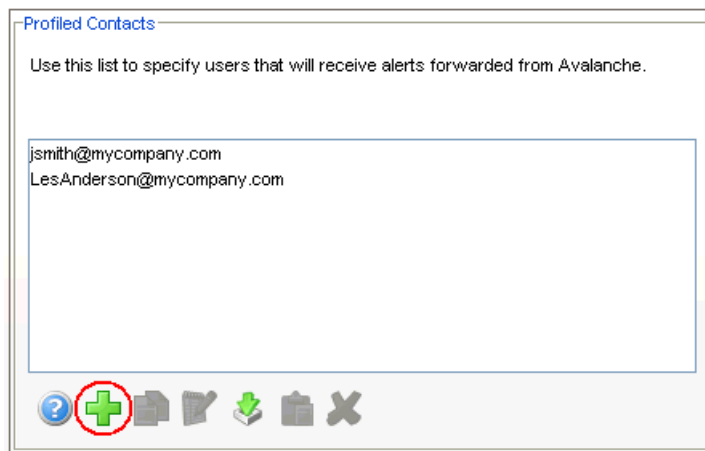 Profiled Contacts
Use this list to specify users that will receive alerts forwarded from Avalanche.
jsmith@mycompany.com
LesAnderson@mycompany.com